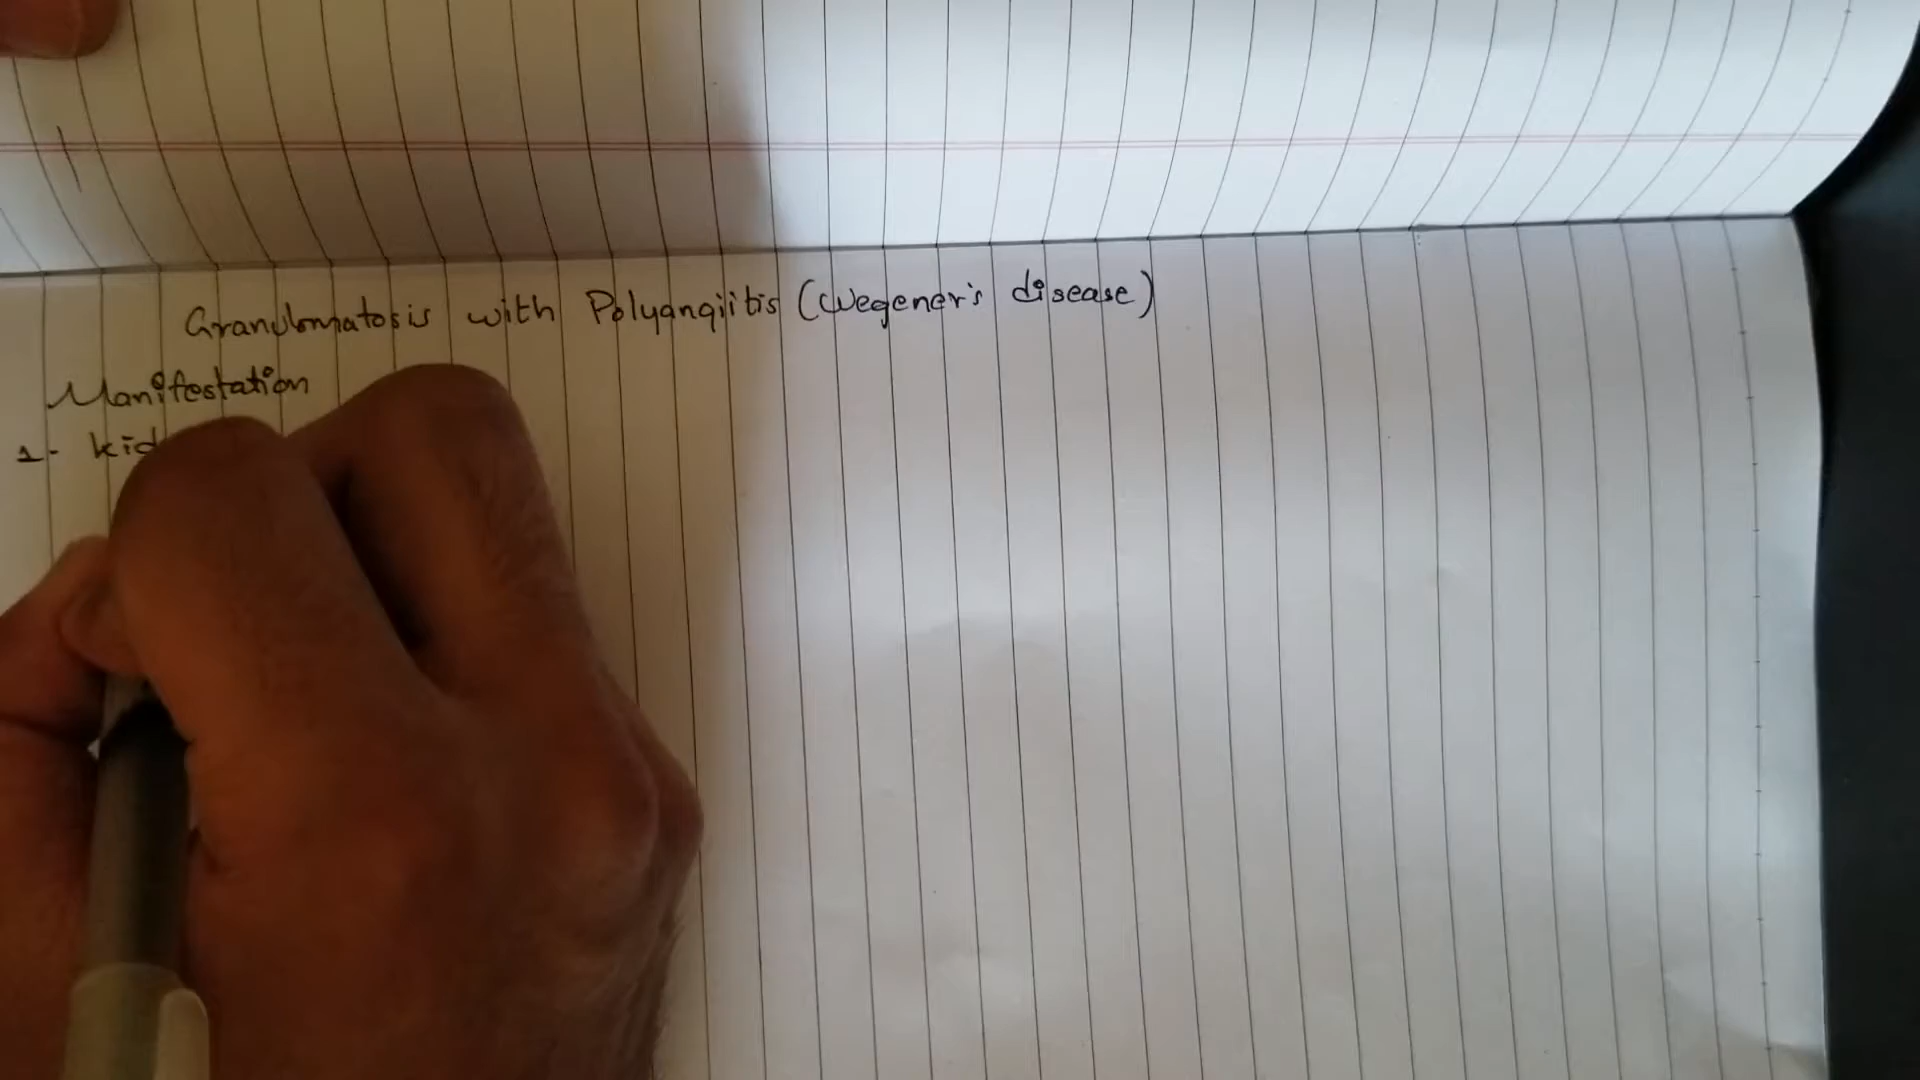 Granulomatosis with Polyangiitis (Wegener's disease)
Manifestation
1- kid